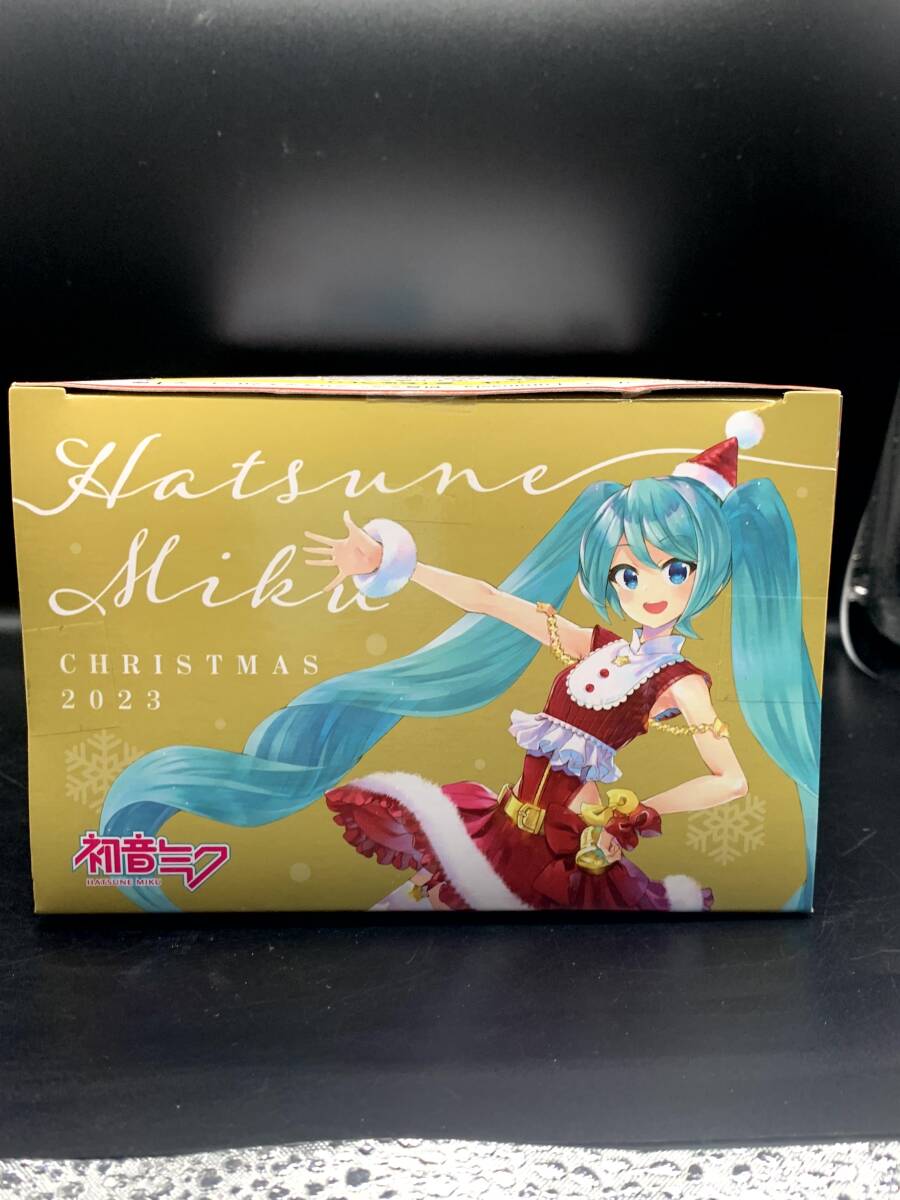 Hatsune
Miku
CHRISTMAS
2023
初音ミク
HATSUNE MIKU